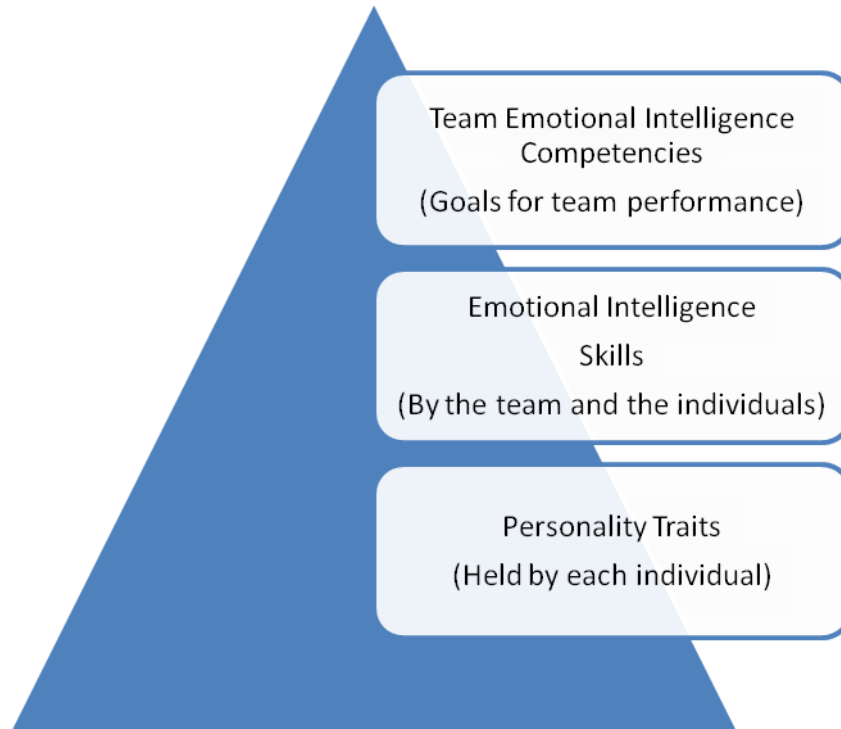 Team Emotional Intelligence
Competencies
(Goals for team performance)
Emotional Intelligence
Skills
(By the team and the individuals)
Personality Traits
(Held by each individual)